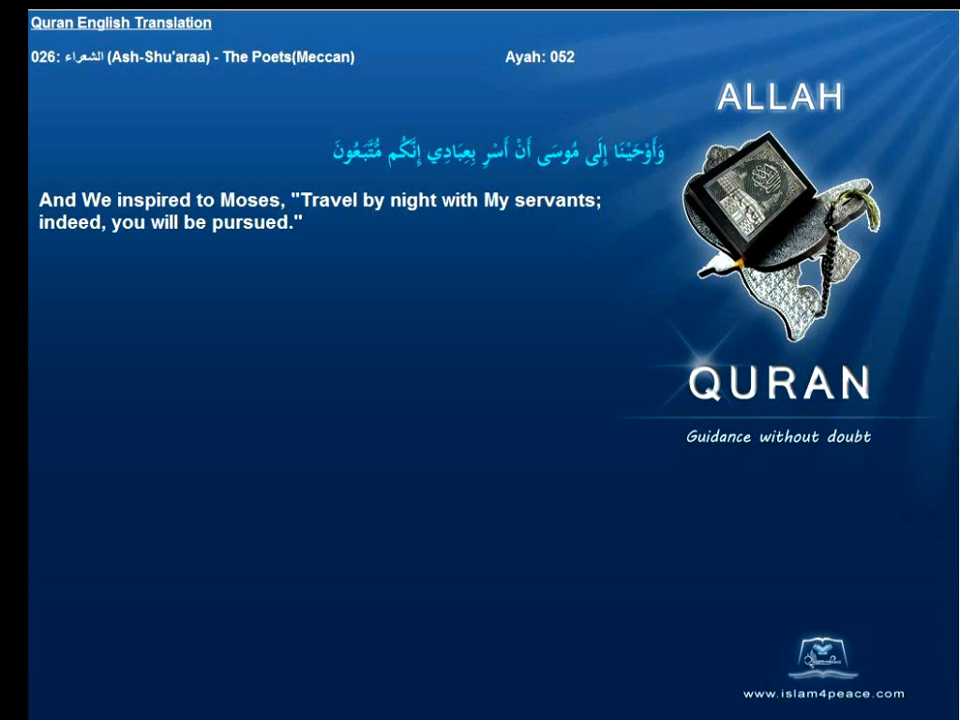 Quran English Translation
026: الشعراء (Ash-Shu'araa) - The Poets(Meccan) Ayah: 052
ALLAH
وَأَوْحَيْنَا إِلَى مُوسَى أَنْ أَسْرِ بِعِبَادِي إِنَّكُم مُّتَّبَعُونَ
And We inspired to Moses, "Travel by night with My servants;
indeed, you will be pursued."
QURAN
Guidance without doubt
www.islam4peace.com